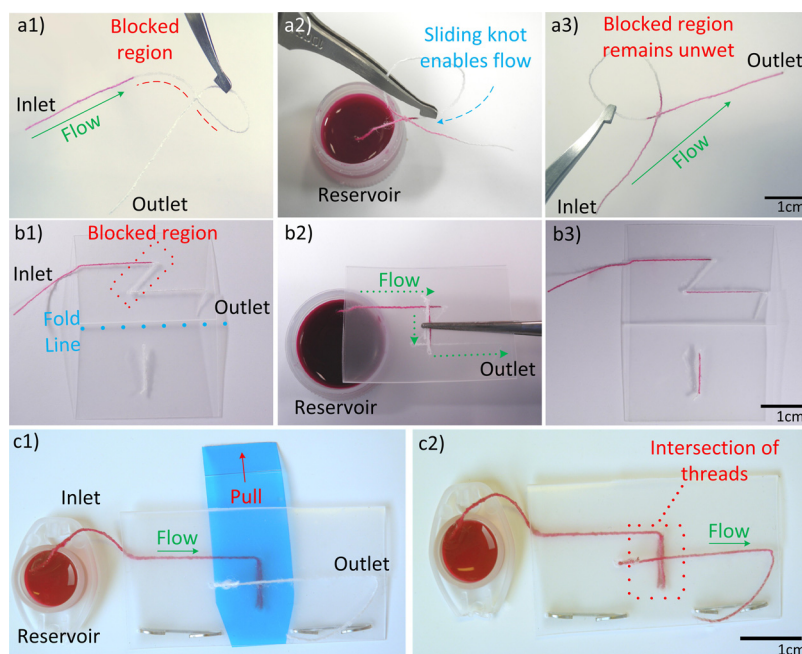 a1)
Blocked
region
Inlet
Flow
Outlet
a2)
Sliding knot
enables flow
Reservoir
a3)
Blocked region
remains unwet
Outlet
Flow
Inlet
1cm
b1)
Blocked region
Inlet
Outlet
Fold
Line
b2)
Flow
Outlet
Reservoir
b3)
1cm
c1)
Inlet
Pull
Flow
Outlet
Reservoir
c2)
Intersection of
threads
Flow
1cm